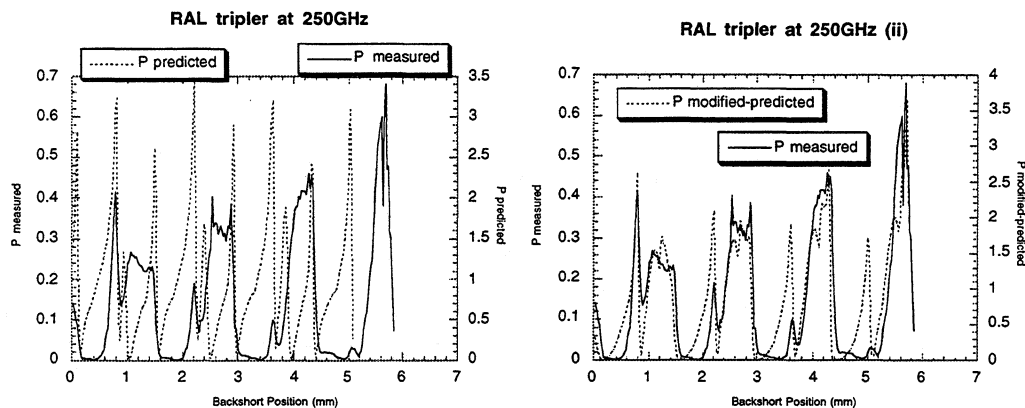 RAL tripler at 250GHz
P predicted
P measured
0.7
0.6
0.5
0.4
0.3
0.2
0.1
0
P measured
3.5
3
2.5
2
1.5
1
0.5
0
P predicted
0 1 2 3 4 5 6 7
Backshort Position (mm)
RAL tripler at 250GHz (ii)
P modified-predicted
P measured
0.7
0.6
0.5
0.4
0.3
0.2
0.1
0
P measured
4
3.5
3
2.5
2
1.5
1
0.5
0
P modified-predicted
0 1 2 3 4 5 6 7
Backshort Position (mm)